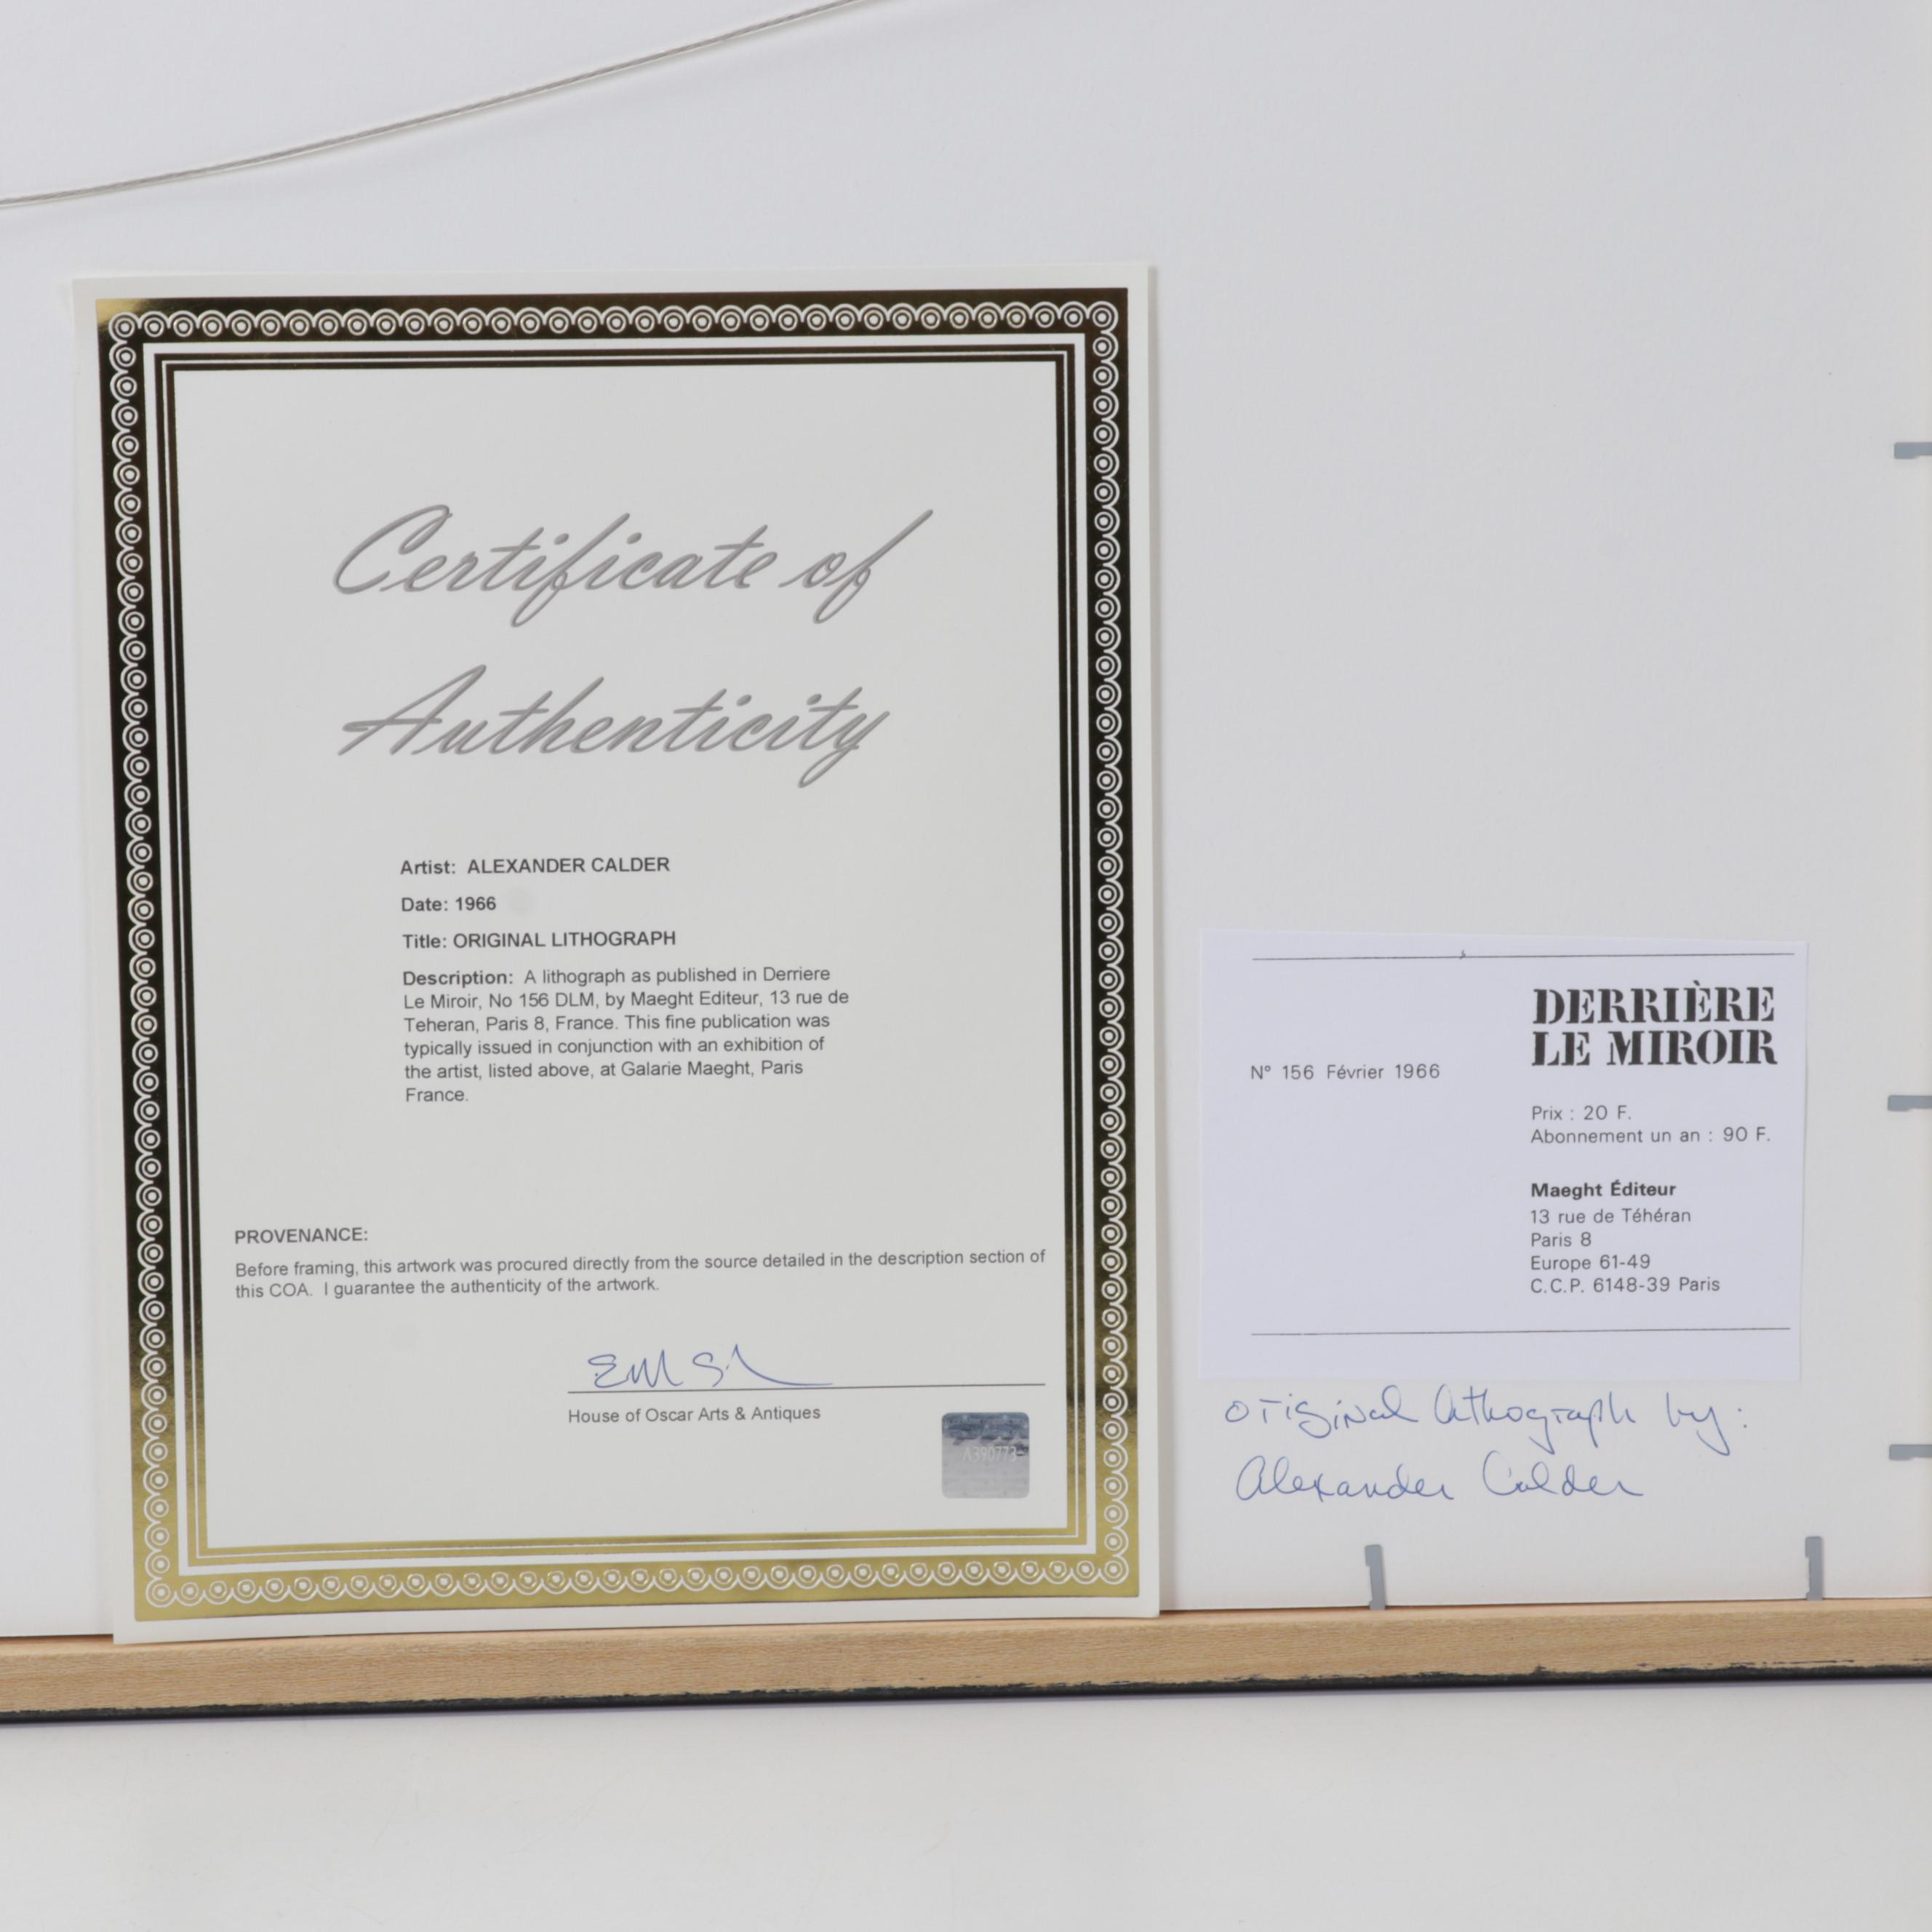 Certificate of
Authenticity
Artist: ALEXANDER CALDER
Date: 1966
Title: ORIGINAL LITHOGRAPH
Description: A lithograph as published in Derriere
Le Miroir, No 156 DLM, by Maeght Editeur, 13 rue de
Teheran, Paris 8, France. This fine publication was
typically issued in conjunction with an exhibition of
the artist, listed above, at Galarie Maeght, Paris
France.
PROVENANCE:
Before framing, this artwork was procured directly from the source detailed in the description section of
this COA. I guarantee the authenticity of the artwork.
House of Oscar Arts & Antiques
A390773
DERRIÈRE
LE MIROIR
N° 156 Février 1966
Prix : 20 F.
Abonnement un an : 90 F.
Maeght Éditeur
13 rue de Téhéran
Paris 8
Europe 61-49
C.C.P. 6148-39 Paris
original lithograph by:
Alexander Calder